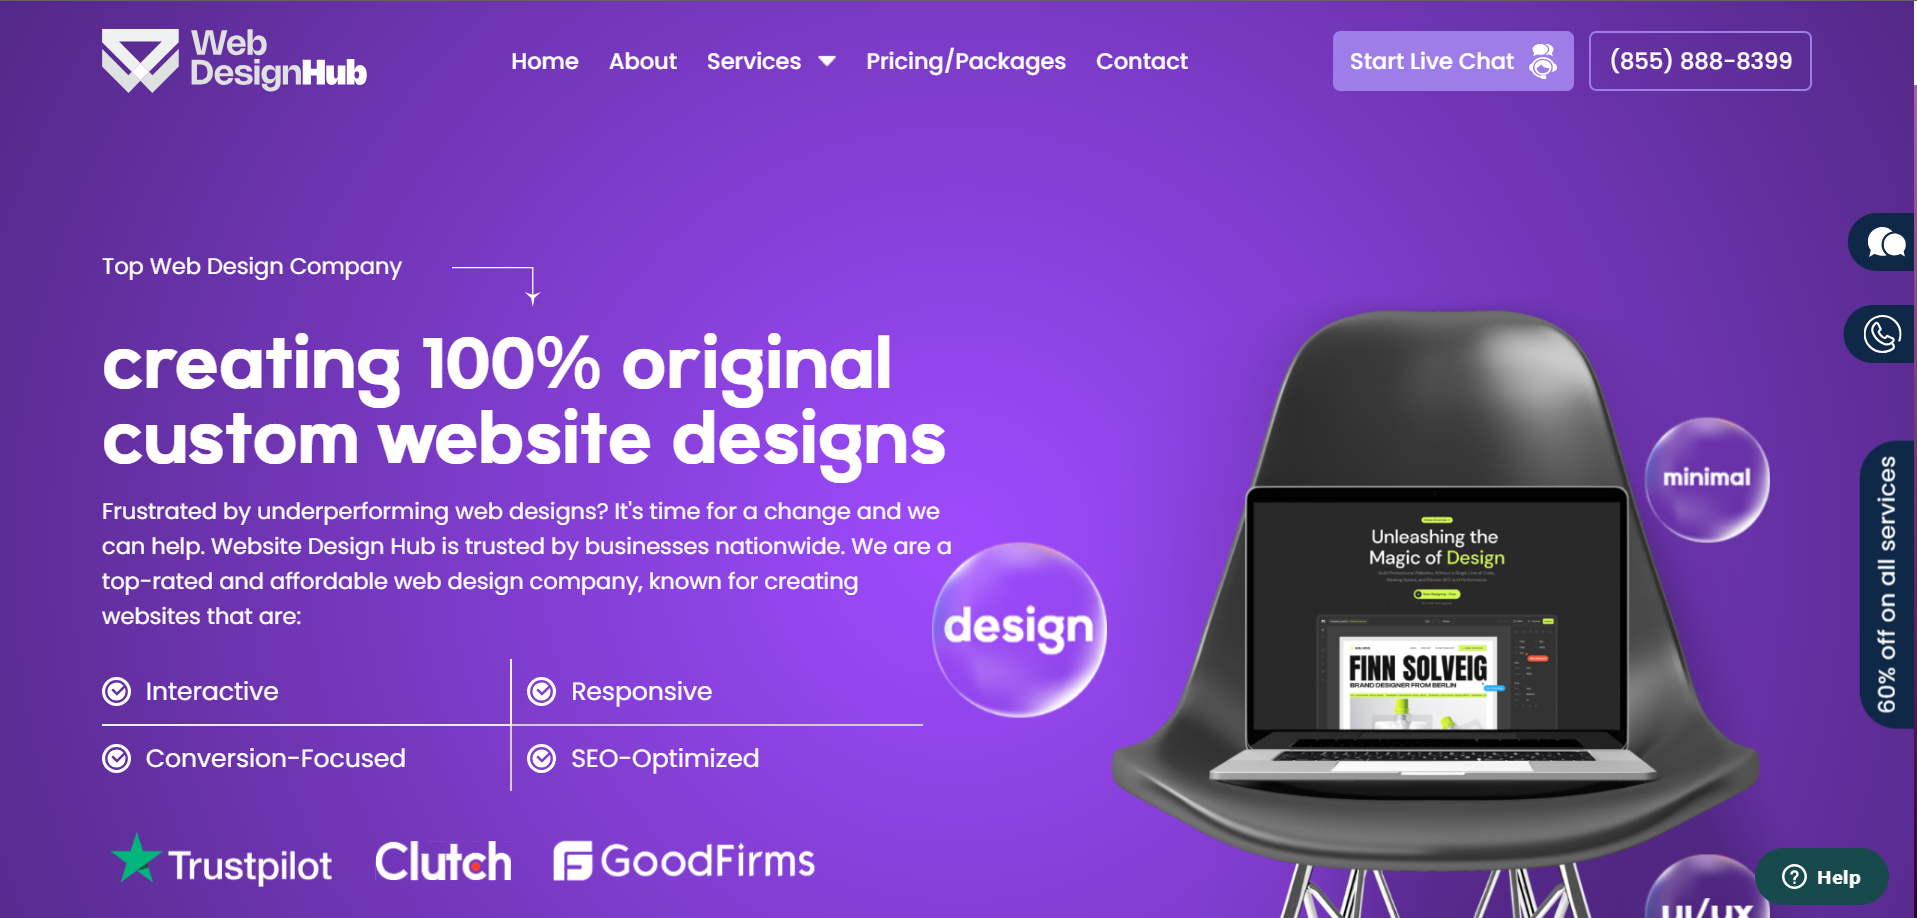 Web
DesignHub
Home
About
Services
Pricing/Packages
Contact
Start Live Chat
(855) 888-8399
Top Web Design Company
creating 100% original
custom website designs
Frustrated by underperforming web designs? It's time for a change and we
can help. Website Design Hub is trusted by businesses nationwide. We are a
top-rated and affordable web design company, known for creating
websites that are:
Interactive
Responsive
Conversion-Focused
SEO-Optimized
Trustpilot
Clutch
GoodFirms
design
minimal
Unleashing the
Magic of Design
FINN SOLVEIG
BRAND DESIGNER FROM BERLIN
ui/ux
60% off on all services
Help